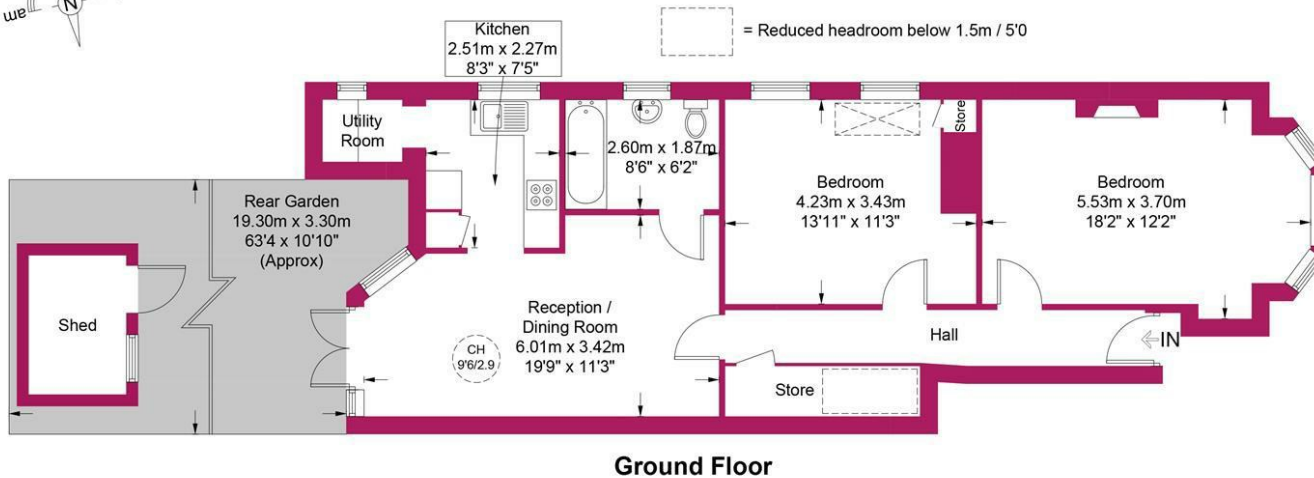 am
N
= Reduced headroom below 1.5m / 5'0
Kitchen
2.51m x 2.27m
8'3" x 7'5"
Utility
Room
2.60m x 1.87m
8'6" x 6'2"
Store
Bedroom
4.23m x 3.43m
13'11" x 11'3"
Bedroom
5.53m x 3.70m
18'2" x 12'2"
Rear Garden
19.30m x 3.30m
63'4 x 10'10"
(Approx)
Shed
Reception /
Dining Room
6.01m x 3.42m
19'9" x 11'3"
CH
9'6/2.9
Hall
IN
Store
Ground Floor